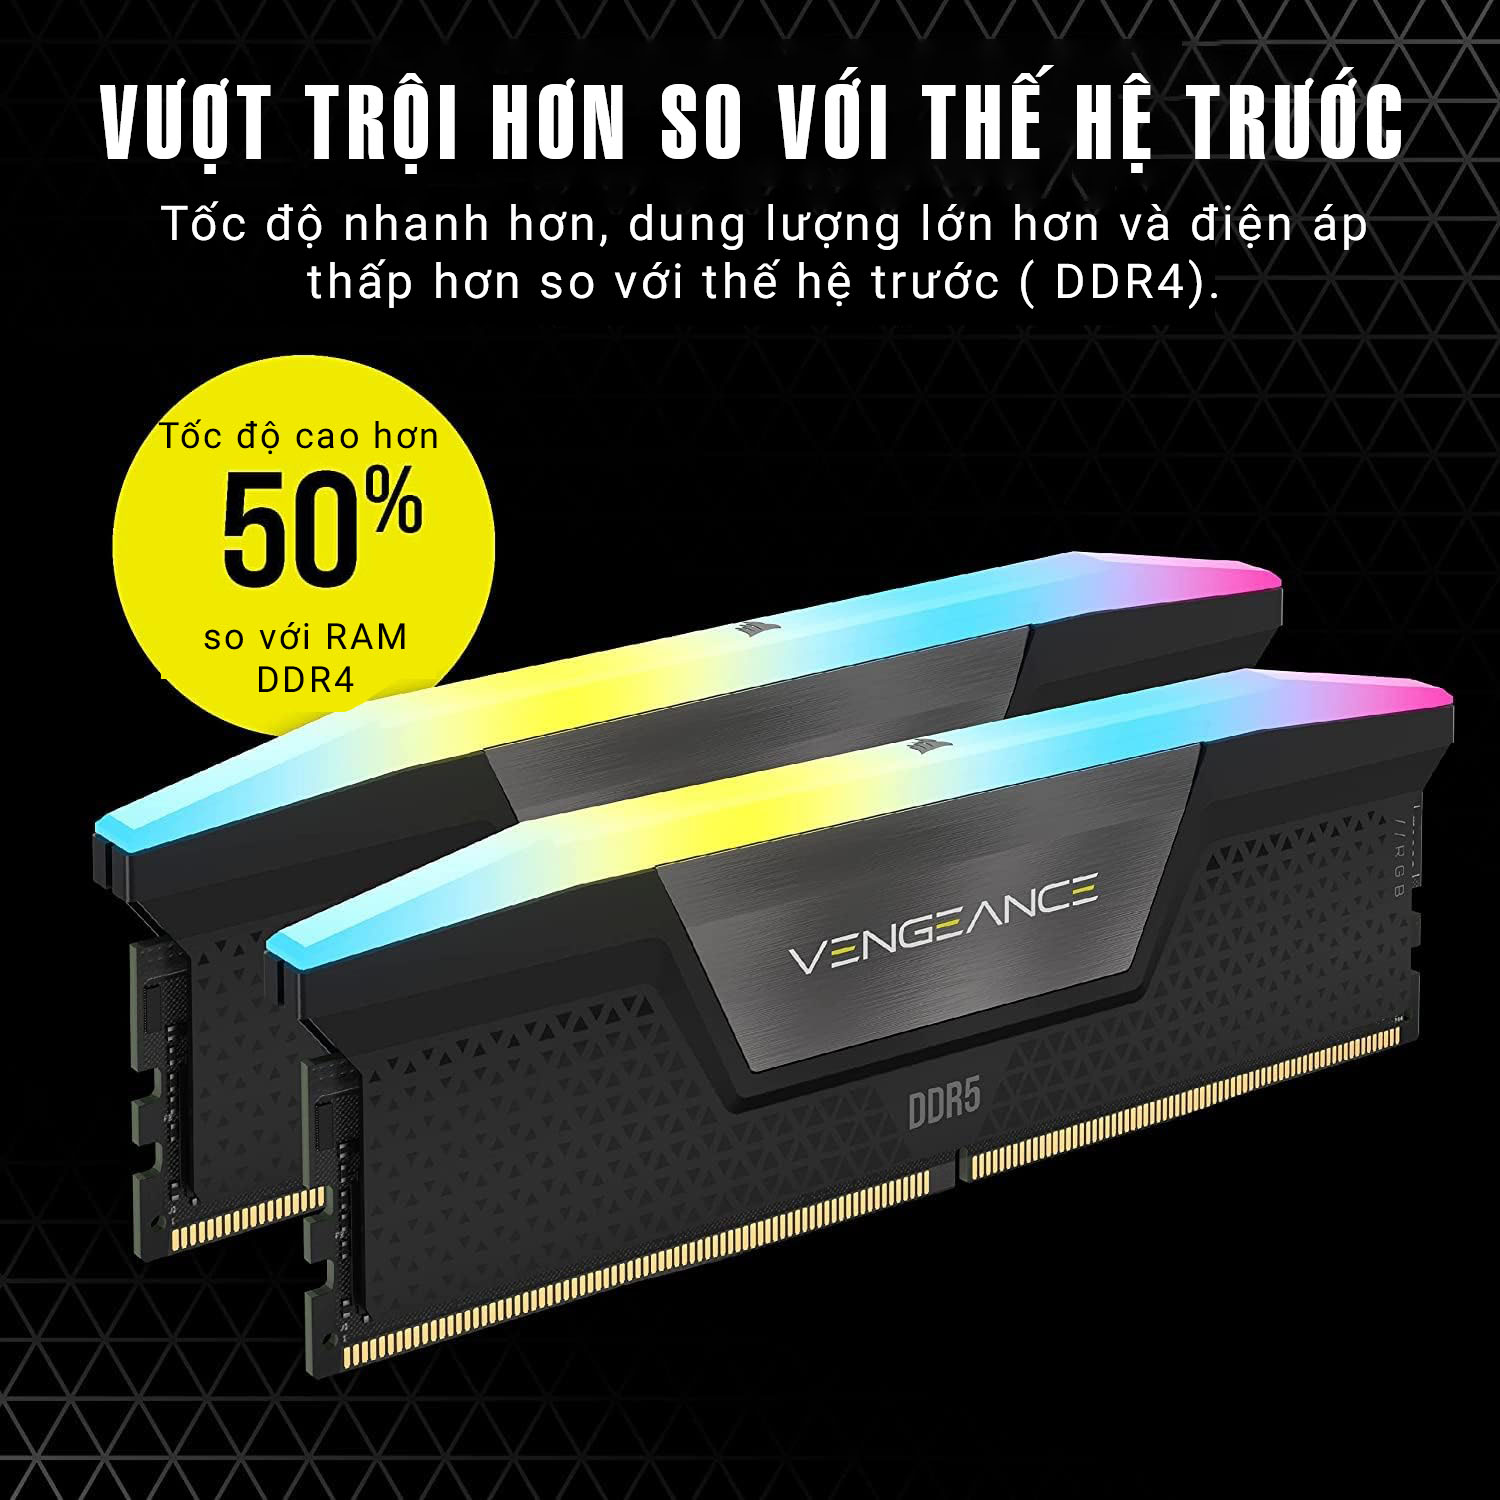 VƯỢT TRỘI HƠN SO VỚI THẾ HỆ TRƯỚC
Tốc độ nhanh hơn, dung lượng lớn hơn và điện áp
thấp hơn so với thế hệ trước ( DDR4).
Tốc độ cao hơn
50%
so với RAM
DDR4
VENGEANCE
//RGB
DDR5